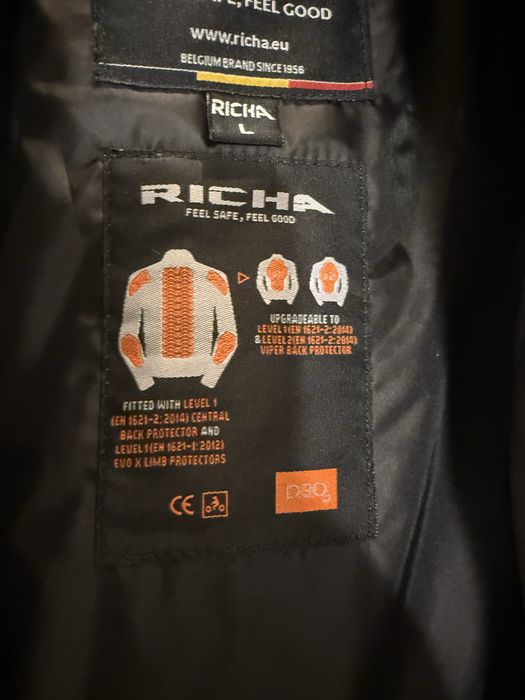 FEEL GOOD
www.richa.eu
BELGIUM BRAND SINCE 1956
RICHA
L
RICHA
FEEL SAFE, FEEL GOOD
UPGRADEABLE TO
LEVEL 1 (EN 1621-2:2014)
& LEVEL 2 (EN 1621-2:2014)
VIPER BACK PROTECTOR
FITTED WITH LEVEL 1
(EN 1621-2: 2014) CENTRAL
BACK PROTECTOR AND
LEVEL 1 (EN 1621-1: 2012)
EVO X LIMB PROTECTORS
CE
D3O